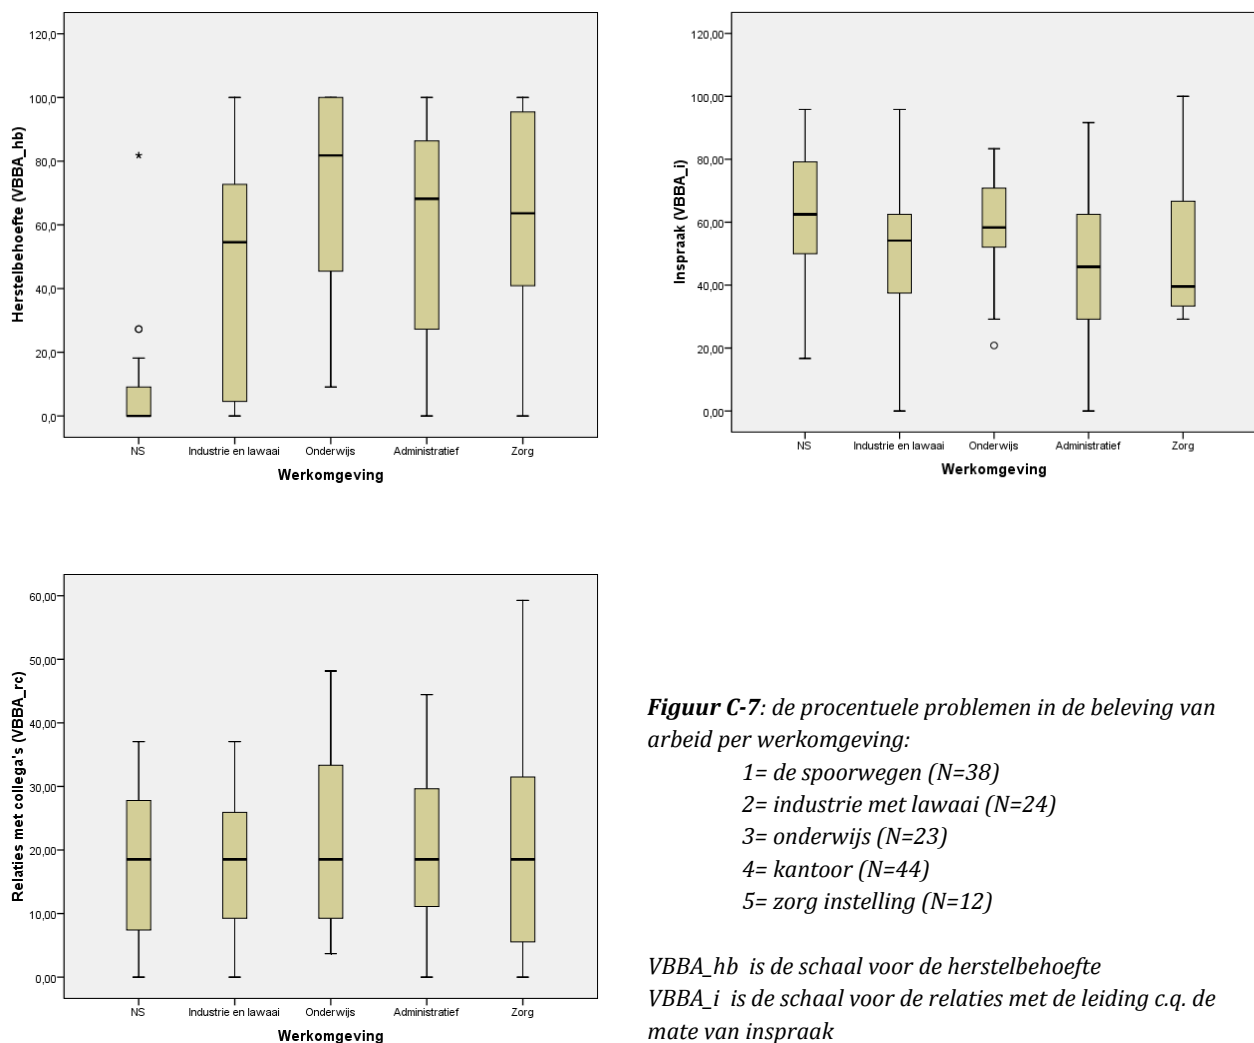 120,0
100,0
80,0
60,0
40,0
20,0
0,0
Herstelbehoefte (VBBA_hb)
NS Industrie en lawaai Onderwijs Administratief Zorg
Werkomgeving
120,00
100,00
80,00
60,00
40,00
20,00
0,00
Inspraak (VBBA_i)
NS Industrie en lawaai Onderwijs Administratief Zorg
Werkomgeving
60,00
50,00
40,00
30,00
20,00
10,00
0,00
Relaties met collega's (VBBA_rc)
NS Industrie en lawaai Onderwijs Administratief Zorg
Werkomgeving
Figuur C-7: de procentuele problemen in de beleving van
arbeid per werkomgeving:
1= de spoorwegen (N=38)
2= industrie met lawaai (N=24)
3= onderwijs (N=23)
4= kantoor (N=44)
5= zorg instelling (N=12)
VBBA_hb is de schaal voor de herstelbehoefte
VBBA_i is de schaal voor de relaties met de leiding c.q. de
mate van inspraak